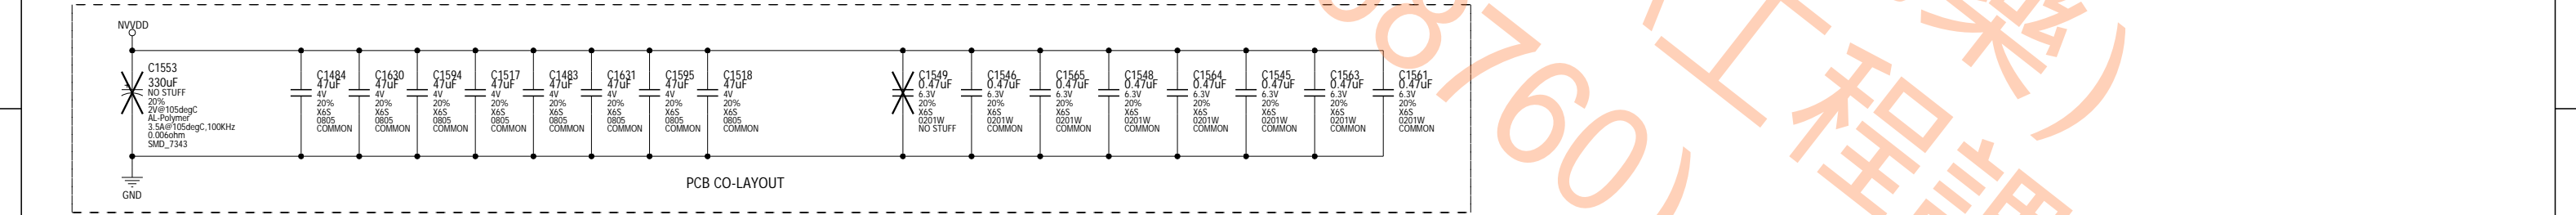 NVVDD
C1553
330uF
NO STUFF
20%
2V@105degC
AL-Polymer
3.5A@105degC,100KHz
0.006ohm
SMD_7343
GND
C1484
47uF
4V
20%
X6S
0805
COMMON
C1630
47uF
4V
20%
X6S
0805
COMMON
C1594
47uF
4V
20%
X6S
0805
COMMON
C1517
47uF
4V
20%
X6S
0805
COMMON
C1483
47uF
4V
20%
X6S
0805
COMMON
C1631
47uF
4V
20%
X6S
0805
COMMON
C1595
47uF
4V
20%
X6S
0805
COMMON
C1518
47uF
4V
20%
X6S
0805
COMMON
C1549
0.47uF
6.3V
20%
X6S
0201W
NO STUFF
C1546
0.47uF
6.3V
20%
X6S
0201W
COMMON
C1565
0.47uF
6.3V
20%
X6S
0201W
COMMON
C1548
0.47uF
6.3V
20%
X6S
0201W
COMMON
C1564
0.47uF
6.3V
20%
X6S
0201W
COMMON
C1545
0.47uF
6.3V
20%
X6S
0201W
COMMON
C1563
0.47uF
6.3V
20%
X6S
0201W
COMMON
C1561
0.47uF
6.3V
20%
X6S
0201W
COMMON
PCB CO-LAYOUT
8760)
(工程課
)